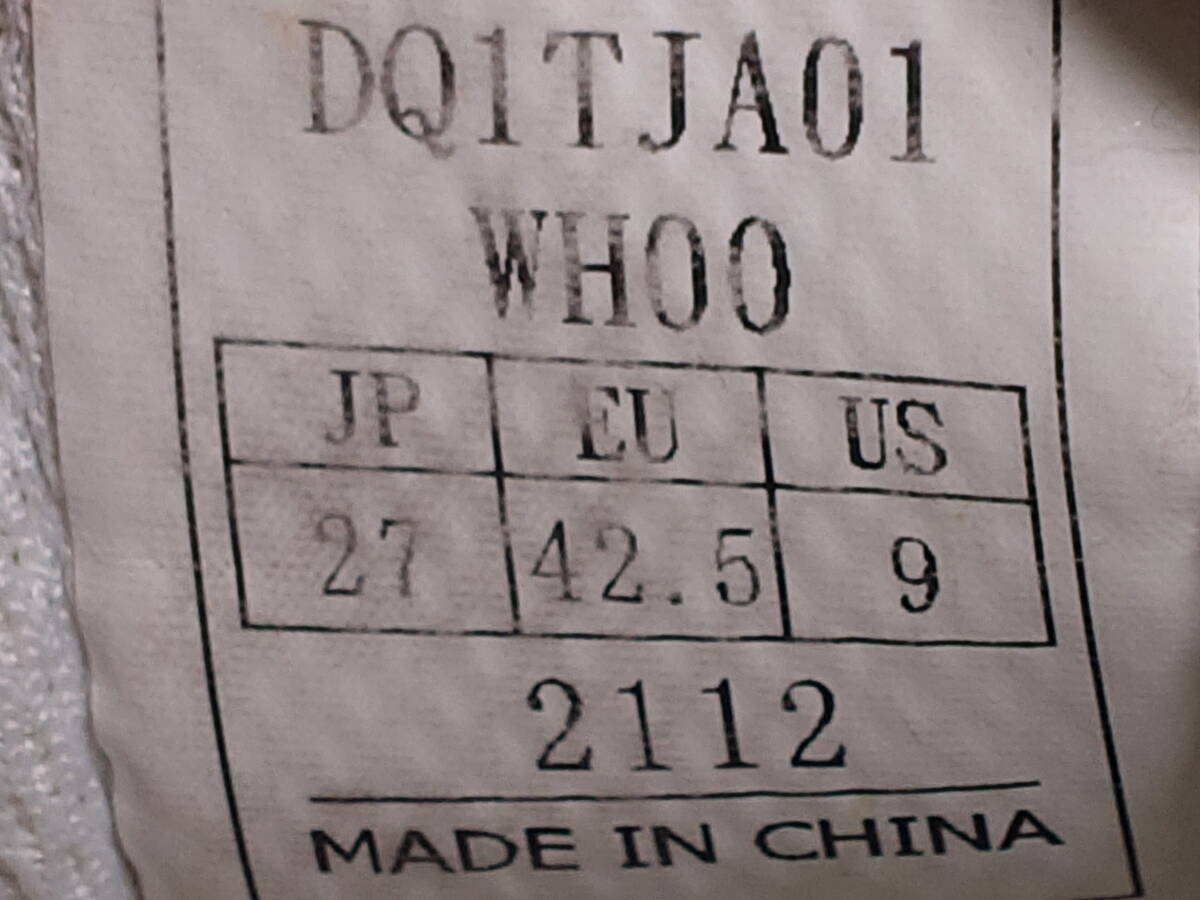 DQ1TJA01
WH00
JP EU US
27 42.5 9
2112
MADE IN CHINA